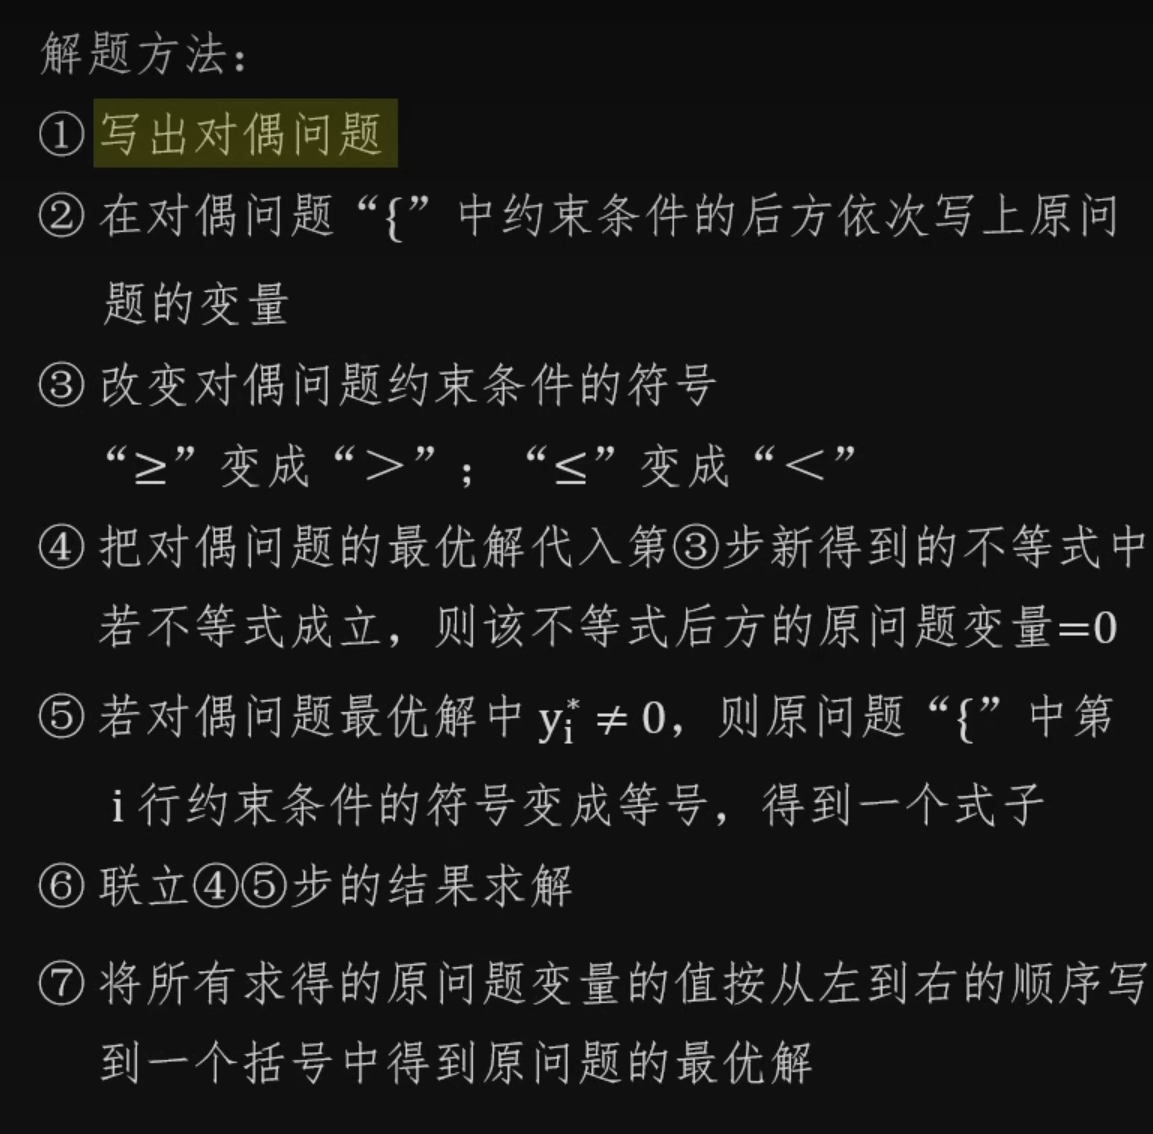 解题方法：
①写出对偶问题
②在对偶问题“{”中约束条件的后方依次写上原问
题的变量
③改变对偶问题约束条件的符号
“≥”变成“＞”；“≤”变成“＜”
④把对偶问题的最优解代入第③步新得到的不等式中
若不等式成立，则该不等式后方的原问题变量=0
⑤若对偶问题最优解中 y_i^* ≠ 0，则原问题“{”中第
i 行约束条件的符号变成等号，得到一个式子
⑥联立④⑤步的结果求解
⑦将所有求得的原问题变量的值按从左到右的顺序写
到一个括号中得到原问题的最优解